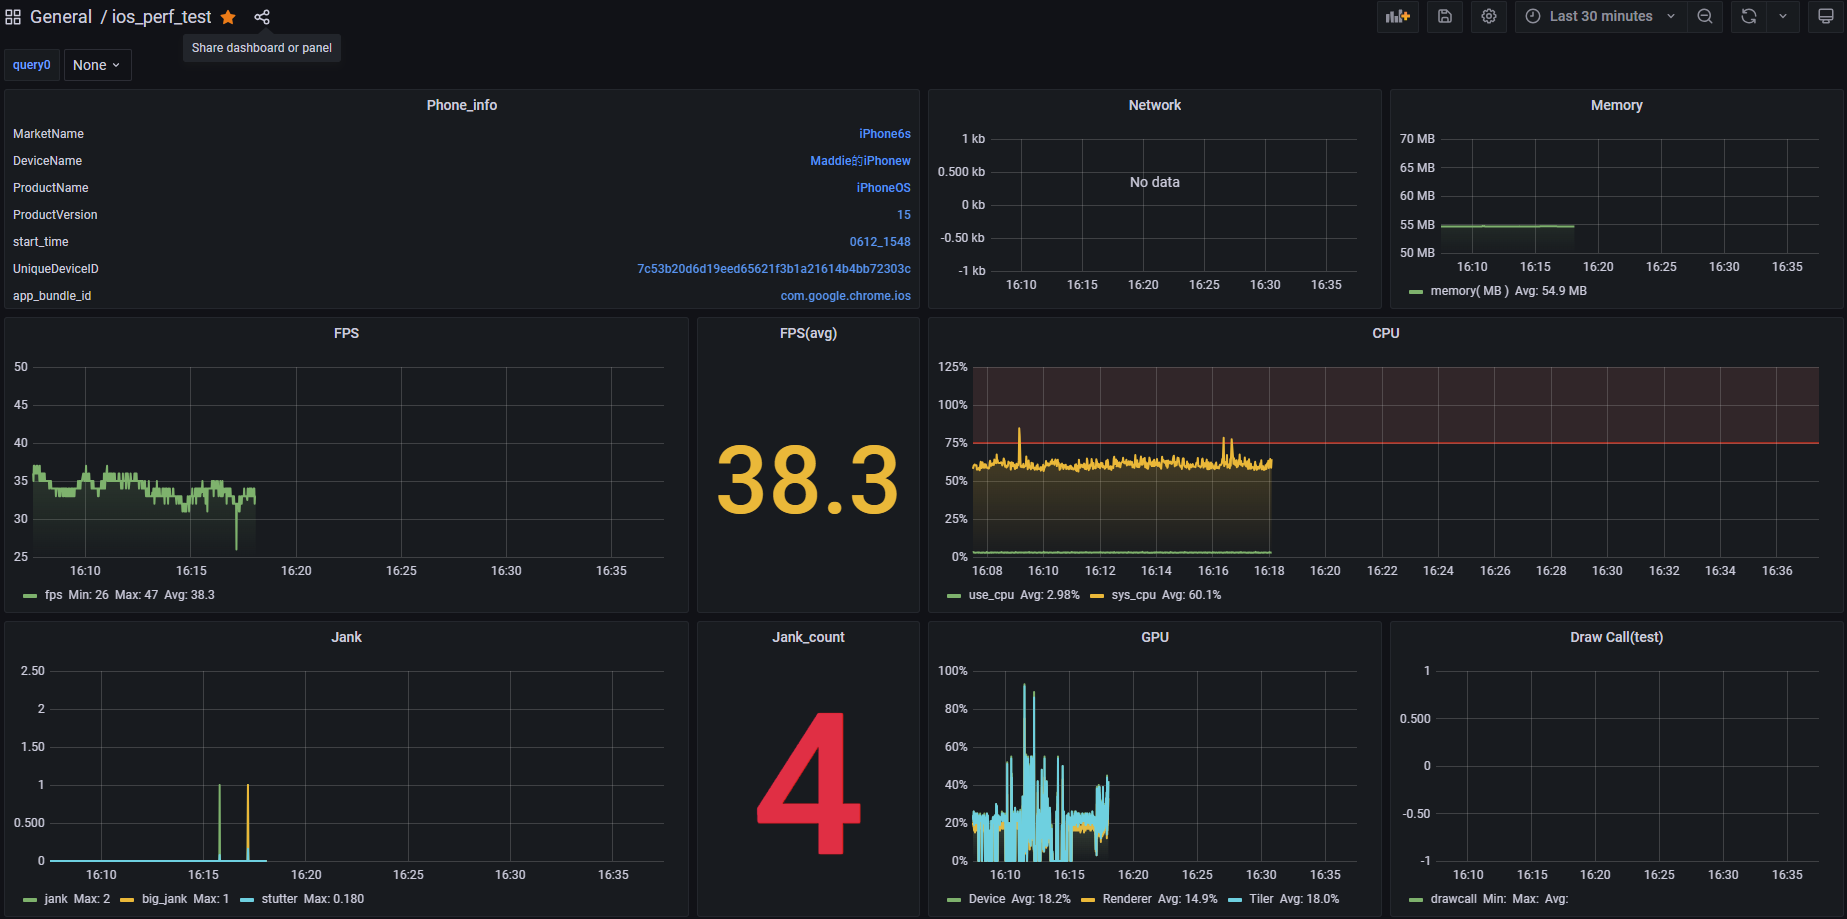 General / ios_perf_test
Last 30 minutes
Share dashboard or panel
query0 None
Phone_info
MarketName iPhone6s
DeviceName Maddie的iPhonew
ProductName iPhoneOS
ProductVersion 15
start_time 0612_1548
UniqueDeviceID 7c53b20d6d19eed65621f3b1a21614b4bb72303c
app_bundle_id com.google.chrome.ios
Network
1 kb
0.500 kb
No data
0 kb
-0.50 kb
-1 kb
16:10 16:15 16:20 16:25 16:30 16:35
Memory
70 MB
65 MB
60 MB
55 MB
50 MB
16:10 16:15 16:20 16:25 16:30 16:35
memory( MB ) Avg: 54.9 MB
FPS
50
45
40
35
30
25
16:10 16:15 16:20 16:25 16:30 16:35
fps Min: 26 Max: 47 Avg: 38.3
FPS(avg)
38.3
CPU
125%
100%
75%
50%
25%
0%
16:08 16:10 16:12 16:14 16:16 16:18 16:20 16:22 16:24 16:26 16:28 16:30 16:32 16:34 16:36
use_cpu Avg: 2.98% sys_cpu Avg: 60.1%
Jank
2.50
2
1.50
1
0.500
0
16:10 16:15 16:20 16:25 16:30 16:35
jank Max: 2 big_jank Max: 1 stutter Max: 0.180
Jank_count
4
GPU
100%
80%
60%
40%
20%
0%
16:10 16:15 16:20 16:25 16:30 16:35
Device Avg: 18.2% Renderer Avg: 14.9% Tiler Avg: 18.0%
Draw Call(test)
1
0.500
0
-0.50
-1
16:10 16:15 16:20 16:25 16:30 16:35
drawcall Min: Max: Avg: